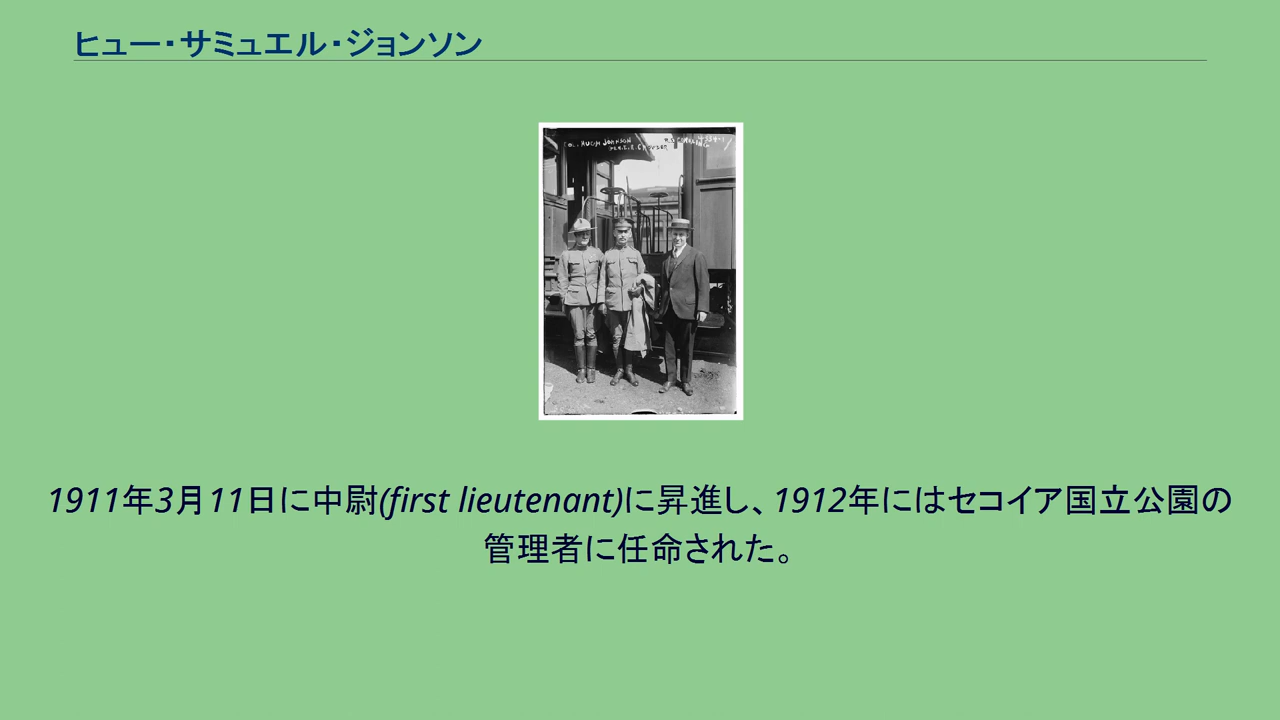 ヒュー・サミュエル・ジョンソン
COL. HUGH JOHNSON
1911年3月11日に中尉(first lieutenant)に昇進し、1912年にはセコイア国立公園の
管理者に任命された。